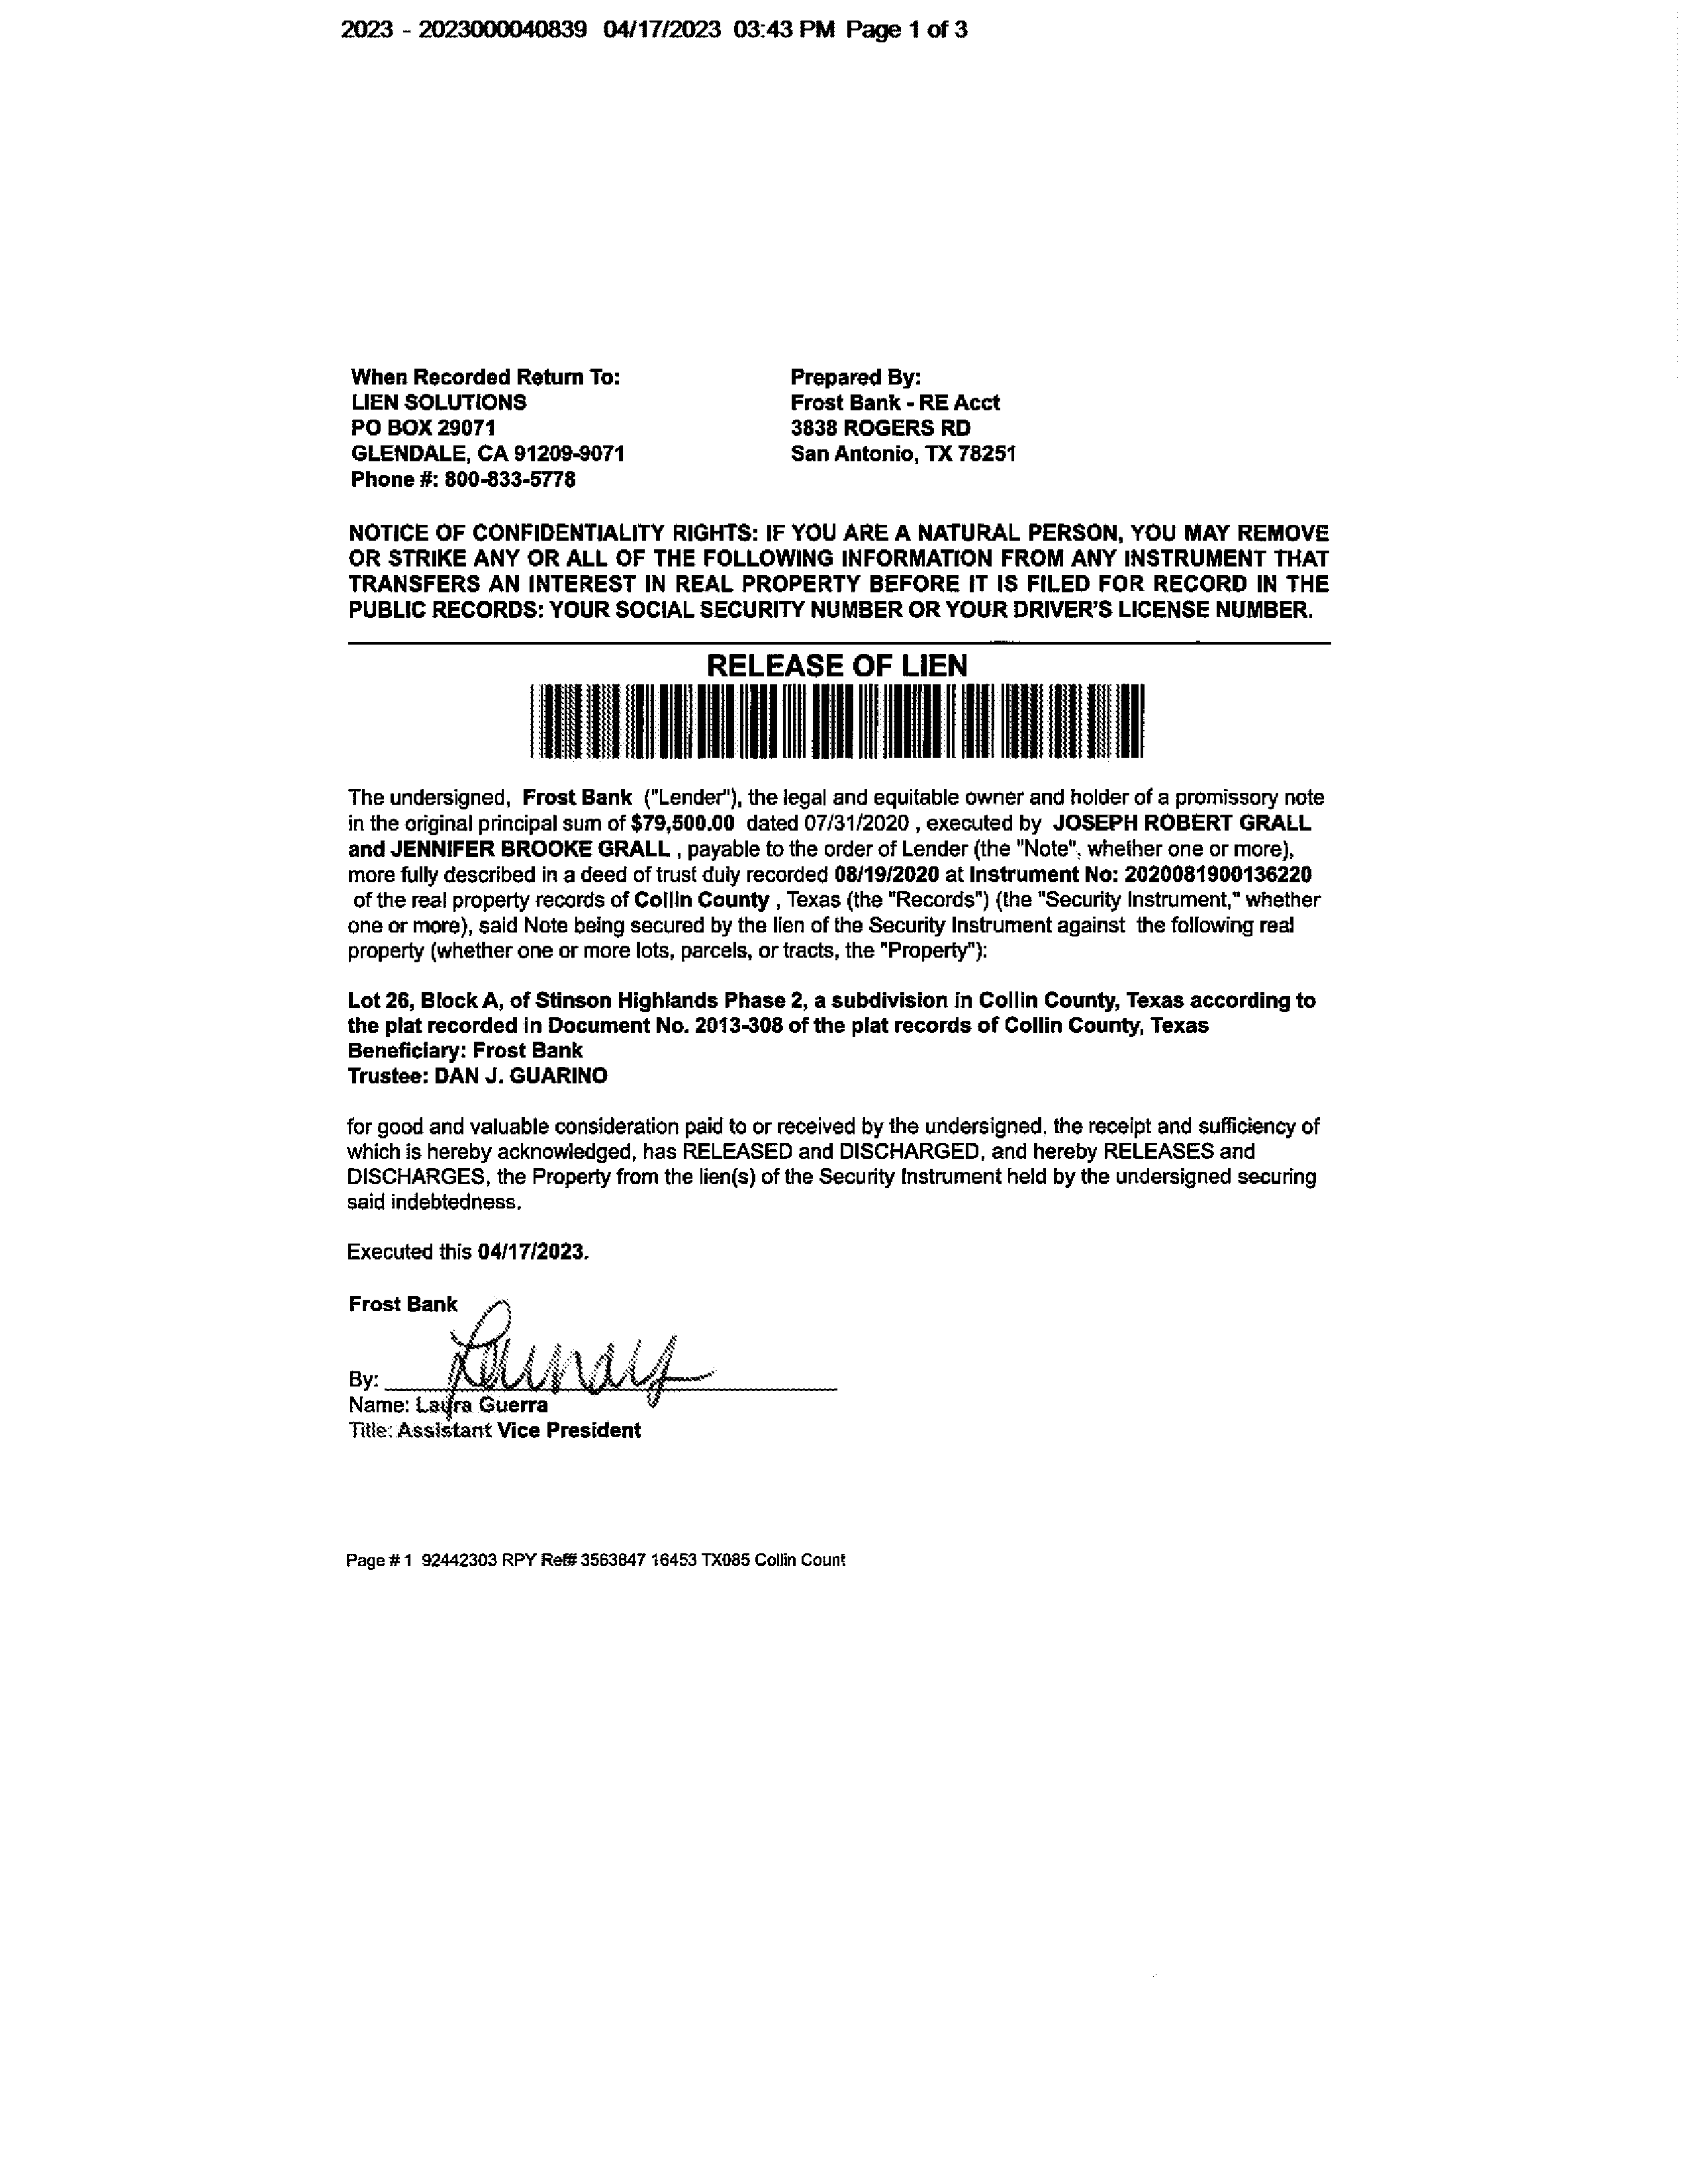 2023 - 2023000040839 04/17/2023 03:43 PM Page 1 of 3
When Recorded Return To:
LIEN SOLUTIONS
PO BOX 29071
GLENDALE, CA 91209-9071
Phone #: 800-833-5778
Prepared By:
Frost Bank - RE Acct
3838 ROGERS RD
San Antonio, TX 78251
NOTICE OF CONFIDENTIALITY RIGHTS: IF YOU ARE A NATURAL PERSON, YOU MAY REMOVE
OR STRIKE ANY OR ALL OF THE FOLLOWING INFORMATION FROM ANY INSTRUMENT THAT
TRANSFERS AN INTEREST IN REAL PROPERTY BEFORE IT IS FILED FOR RECORD IN THE
PUBLIC RECORDS: YOUR SOCIAL SECURITY NUMBER OR YOUR DRIVER'S LICENSE NUMBER.
RELEASE OF LIEN
The undersigned, Frost Bank ("Lender"), the legal and equitable owner and holder of a promissory note
in the original principal sum of $79,500.00 dated 07/31/2020 , executed by JOSEPH ROBERT GRALL
and JENNIFER BROOKE GRALL , payable to the order of Lender (the "Note", whether one or more),
more fully described in a deed of trust duly recorded 08/19/2020 at Instrument No: 2020081900136220
of the real property records of Collin County , Texas (the "Records") (the "Security Instrument," whether
one or more), said Note being secured by the lien of the Security Instrument against the following real
property (whether one or more lots, parcels, or tracts, the "Property"):
Lot 26, Block A, of Stinson Highlands Phase 2, a subdivision in Collin County, Texas according to
the plat recorded in Document No. 2013-308 of the plat records of Collin County, Texas
Beneficiary: Frost Bank
Trustee: DAN J. GUARINO
for good and valuable consideration paid to or received by the undersigned, the receipt and sufficiency of
which is hereby acknowledged, has RELEASED and DISCHARGED, and hereby RELEASES and
DISCHARGES, the Property from the lien(s) of the Security Instrument held by the undersigned securing
said indebtedness.
Executed this 04/17/2023.
Frost Bank
By:
Name: Laura Guerra
Title: Assistant Vice President
Page # 1 92442303 RPY Ref# 3563847 16453 TX085 Collin Count